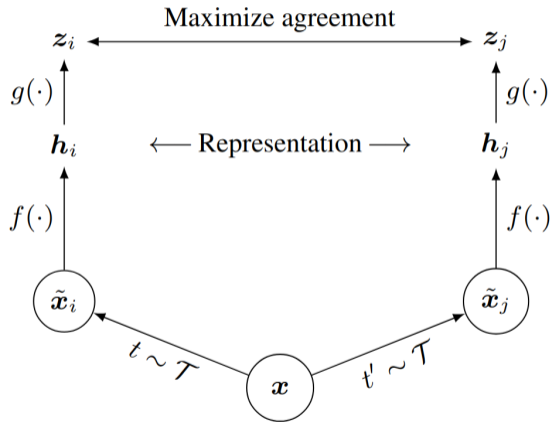 Maximize agreement
z_i z_j
g(·) g(·)
h_i ← Representation → h_j
f(·) f(·)
x̃_i x̃_j
t ~ 𝒯 t' ~ 𝒯
x